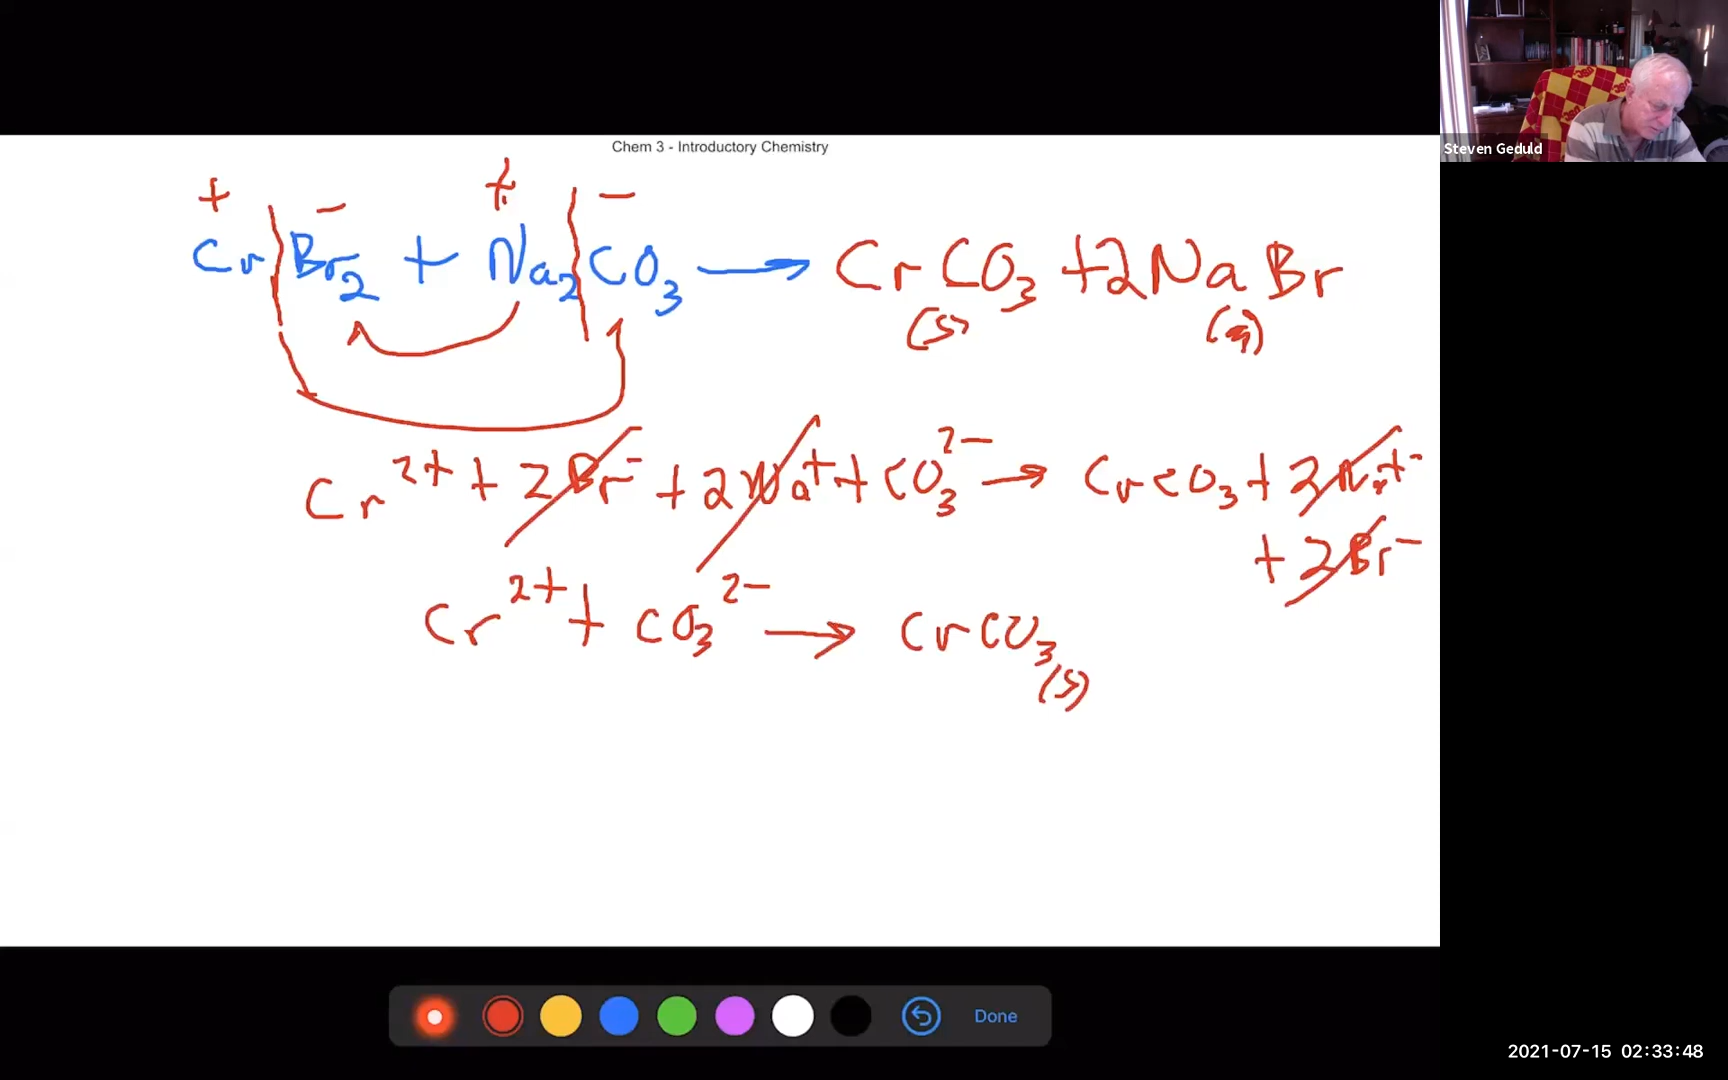 Chem 3 - Introductory Chemistry
Steven Geduld
+ - + -
CrBr₂ + Na₂CO₃ → CrCO₃ + 2NaBr
(s) (aq)
Cr²⁺ + 2Br⁻ + 2Na⁺ + CO₃²⁻ → CrCO₃ + 2Na⁺
+ 2Br⁻
Cr²⁺ + CO₃²⁻ → CrCO₃(s)
Done
2021-07-15 02:33:48